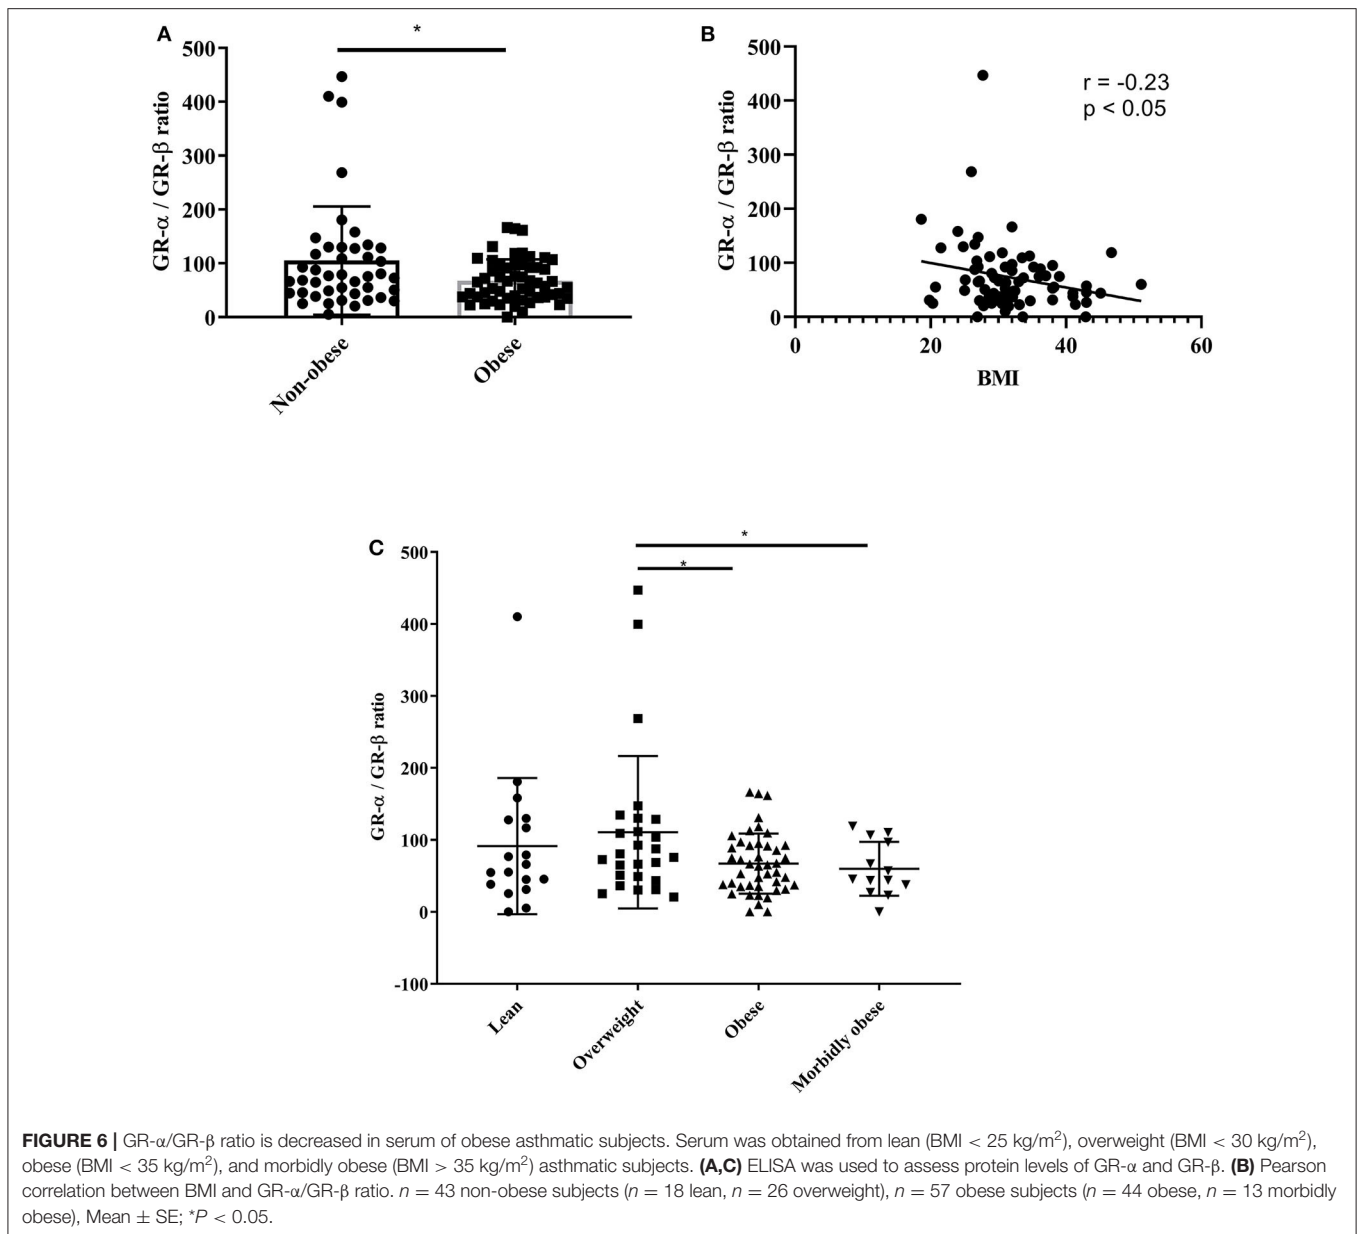 A
*
500
400
300
200
100
0
GR-α / GR-β ratio
Non-obese
Obese
B
500
400
300
200
100
0
GR-α / GR-β ratio
r = -0.23
p < 0.05
0
20
40
60
BMI
C
*
*
500
400
300
200
100
0
-100
GR-α / GR-β ratio
Lean
Overweight
Obese
Morbidly obese
FIGURE 6 | GR-α/GR-β ratio is decreased in serum of obese asthmatic subjects. Serum was obtained from lean (BMI < 25 kg/m²), overweight (BMI < 30 kg/m²),
obese (BMI < 35 kg/m²), and morbidly obese (BMI > 35 kg/m²) asthmatic subjects. (A,C) ELISA was used to assess protein levels of GR-α and GR-β. (B) Pearson
correlation between BMI and GR-α/GR-β ratio. n = 43 non-obese subjects (n = 18 lean, n = 26 overweight), n = 57 obese subjects (n = 44 obese, n = 13 morbidly
obese), Mean ± SE; *P < 0.05.